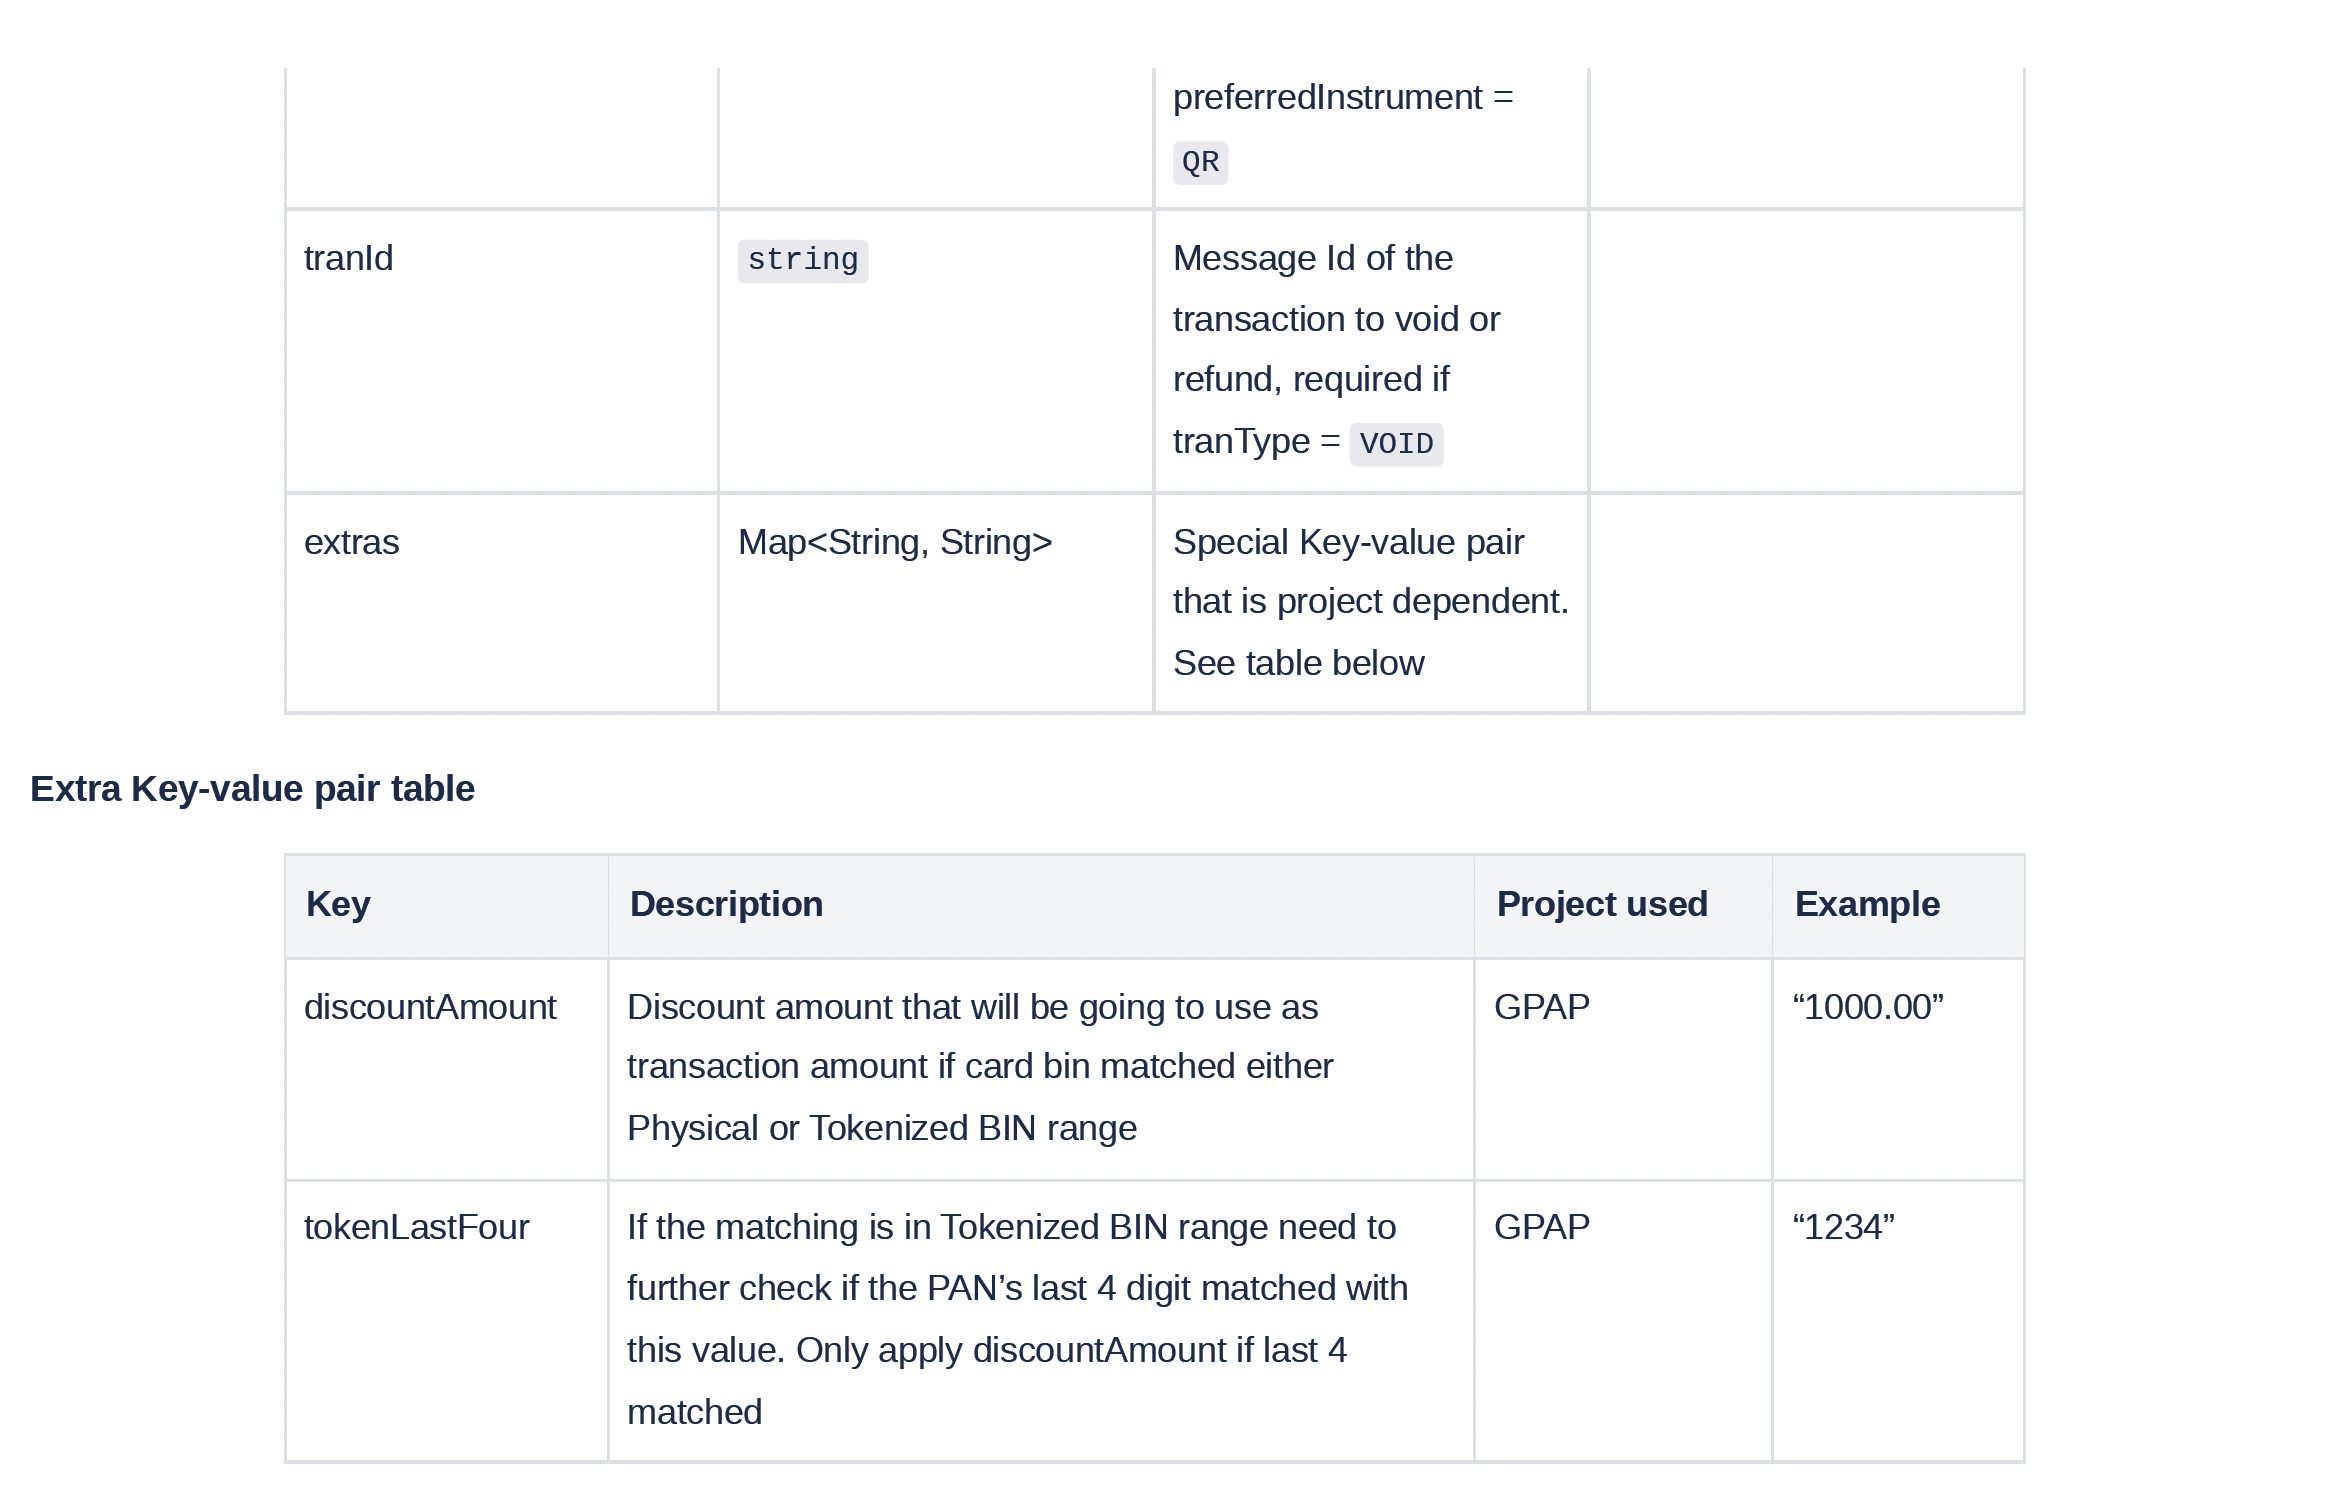 preferredInstrument =
QR
tranId
string
Message Id of the
transaction to void or
refund, required if
tranType = VOID
extras
Map<String, String>
Special Key-value pair
that is project dependent.
See table below
Extra Key-value pair table
Key
Description
Project used
Example
discountAmount
Discount amount that will be going to use as
transaction amount if card bin matched either
Physical or Tokenized BIN range
GPAP
“1000.00”
tokenLastFour
If the matching is in Tokenized BIN range need to
further check if the PAN’s last 4 digit matched with
this value. Only apply discountAmount if last 4
matched
GPAP
“1234”